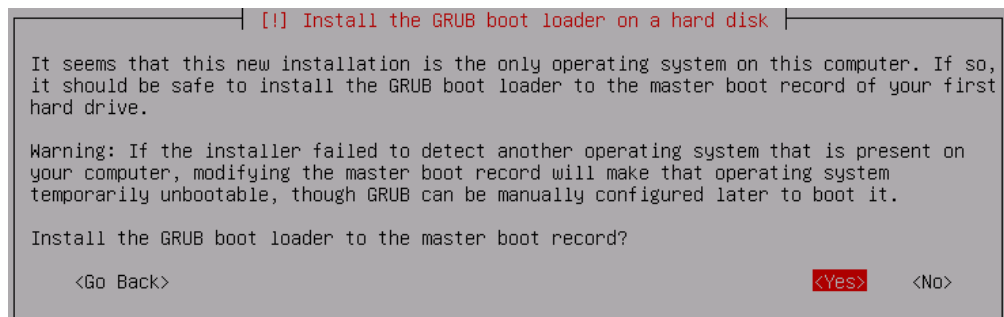 [!] Install the GRUB boot loader on a hard disk
It seems that this new installation is the only operating system on this computer. If so,
it should be safe to install the GRUB boot loader to the master boot record of your first
hard drive.
Warning: If the installer failed to detect another operating system that is present on
your computer, modifying the master boot record will make that operating system
temporarily unbootable, though GRUB can be manually configured later to boot it.
Install the GRUB boot loader to the master boot record?
<Go Back> <Yes> <No>